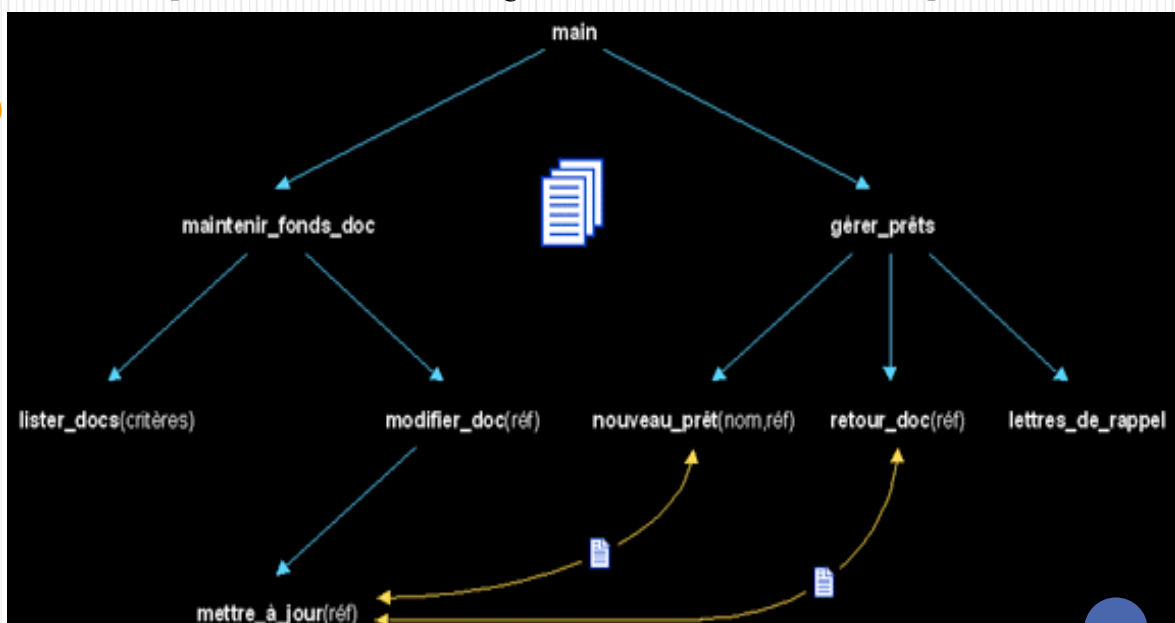 main
maintenir_fonds_doc gérer_prêts
lister_docs(critères) modifier_doc(réf) nouveau_prêt(nom,réf) retour_doc(réf) lettres_de_rappel
mettre_à_jour(réf)